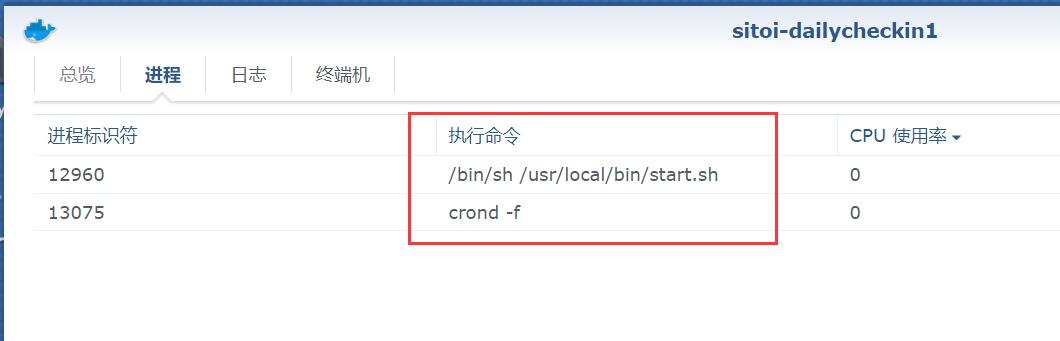 sitoi-dailycheckin1
总览 进程 日志 终端机
进程标识符 执行命令 CPU 使用率
12960 /bin/sh /usr/local/bin/start.sh 0
13075 crond -f 0